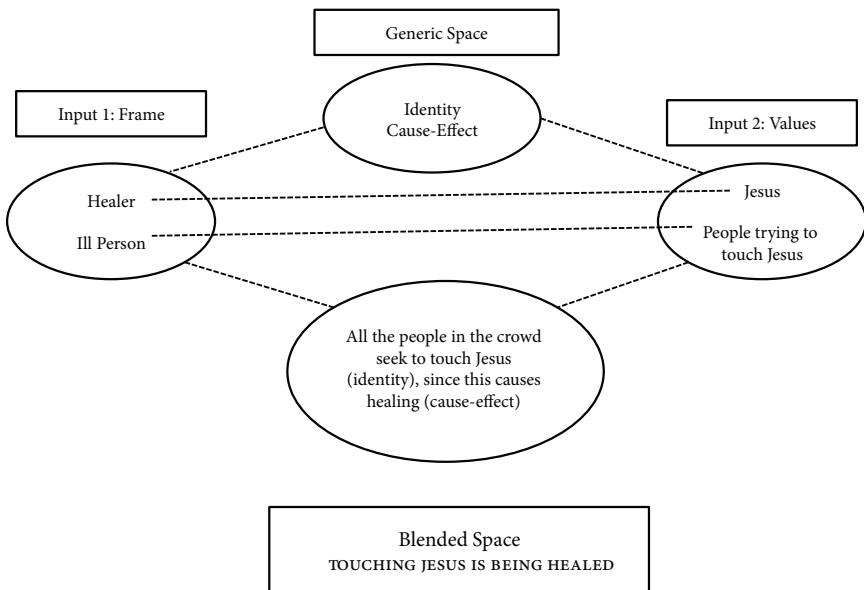 Generic Space
Identity
Cause-Effect
Input 1: Frame
Input 2: Values
Healer
Jesus
Ill Person
People trying to
touch Jesus
All the people in the crowd
seek to touch Jesus
(identity), since this causes
healing (cause-effect)
Blended Space
TOUCHING JESUS IS BEING HEALED